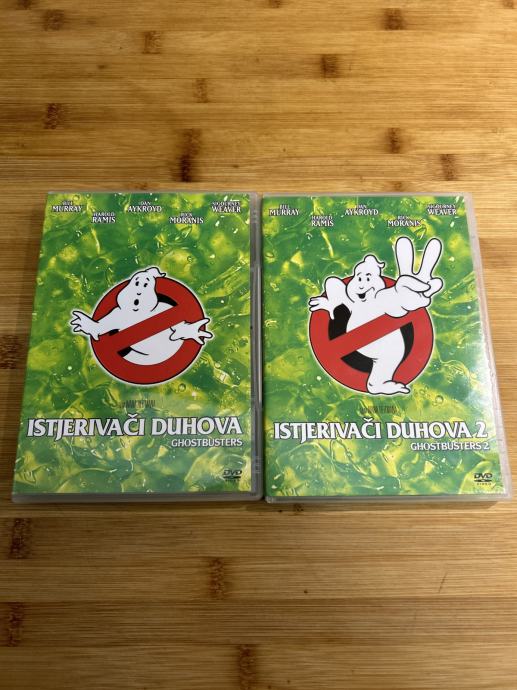 BILL MURRAY
HAROLD RAMIS
DAN AYKROYD
RICK MORANIS
SIGOURNEY WEAVER
ISTJERIVAČI DUHOVA
GHOSTBUSTERS
DVD
BILL MURRAY
HAROLD RAMIS
DAN AYKROYD
RICK MORANIS
SIGOURNEY WEAVER
ISTJERIVAČI DUHOVA 2
GHOSTBUSTERS 2
DVD
VIDEO